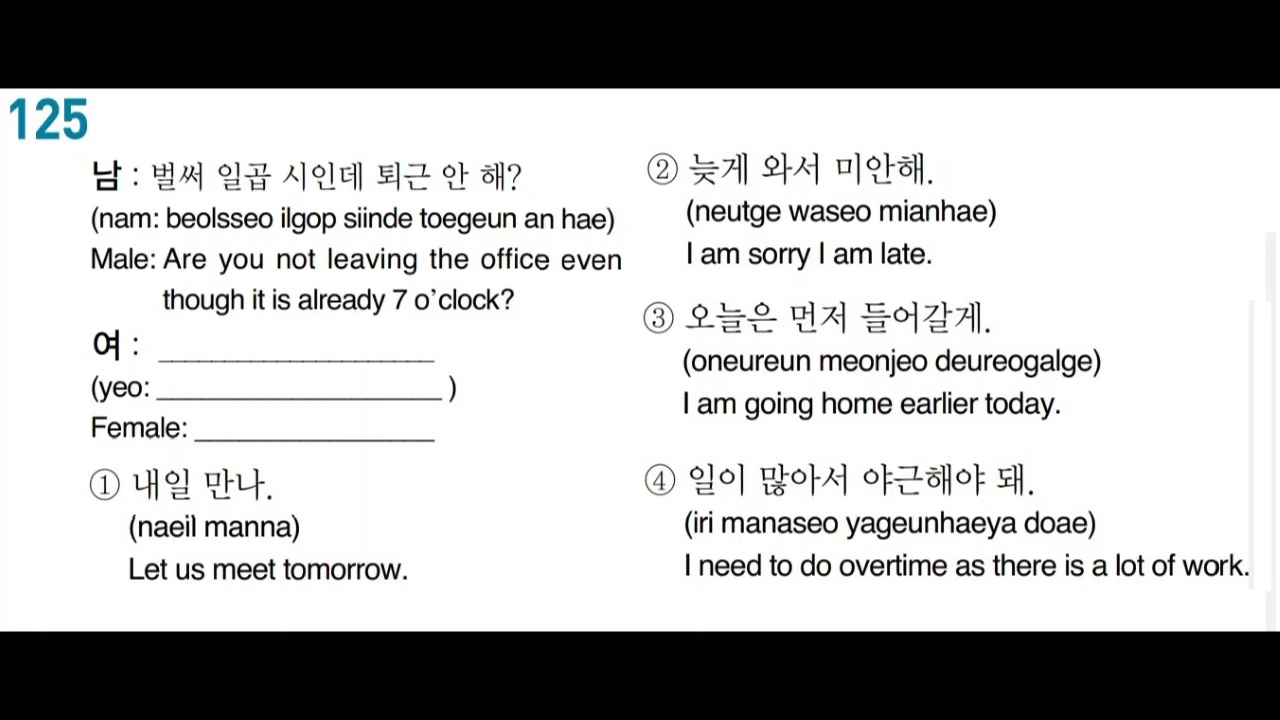 125
남 : 벌써 일곱 시인데 퇴근 안 해?
(nam: beolsseo ilgop siinde toegeun an hae)
Male: Are you not leaving the office even
though it is already 7 o’clock?
여 : ____________________
(yeo: ____________________ )
Female: _________________
① 내일 만나.
(naeil manna)
Let us meet tomorrow.
② 늦게 와서 미안해.
(neutge waseo mianhae)
I am sorry I am late.
③ 오늘은 먼저 들어갈게.
(oneureun meonjeo deureogalge)
I am going home earlier today.
④ 일이 많아서 야근해야 돼.
(iri manaseo yageunhaeya doae)
I need to do overtime as there is a lot of work.